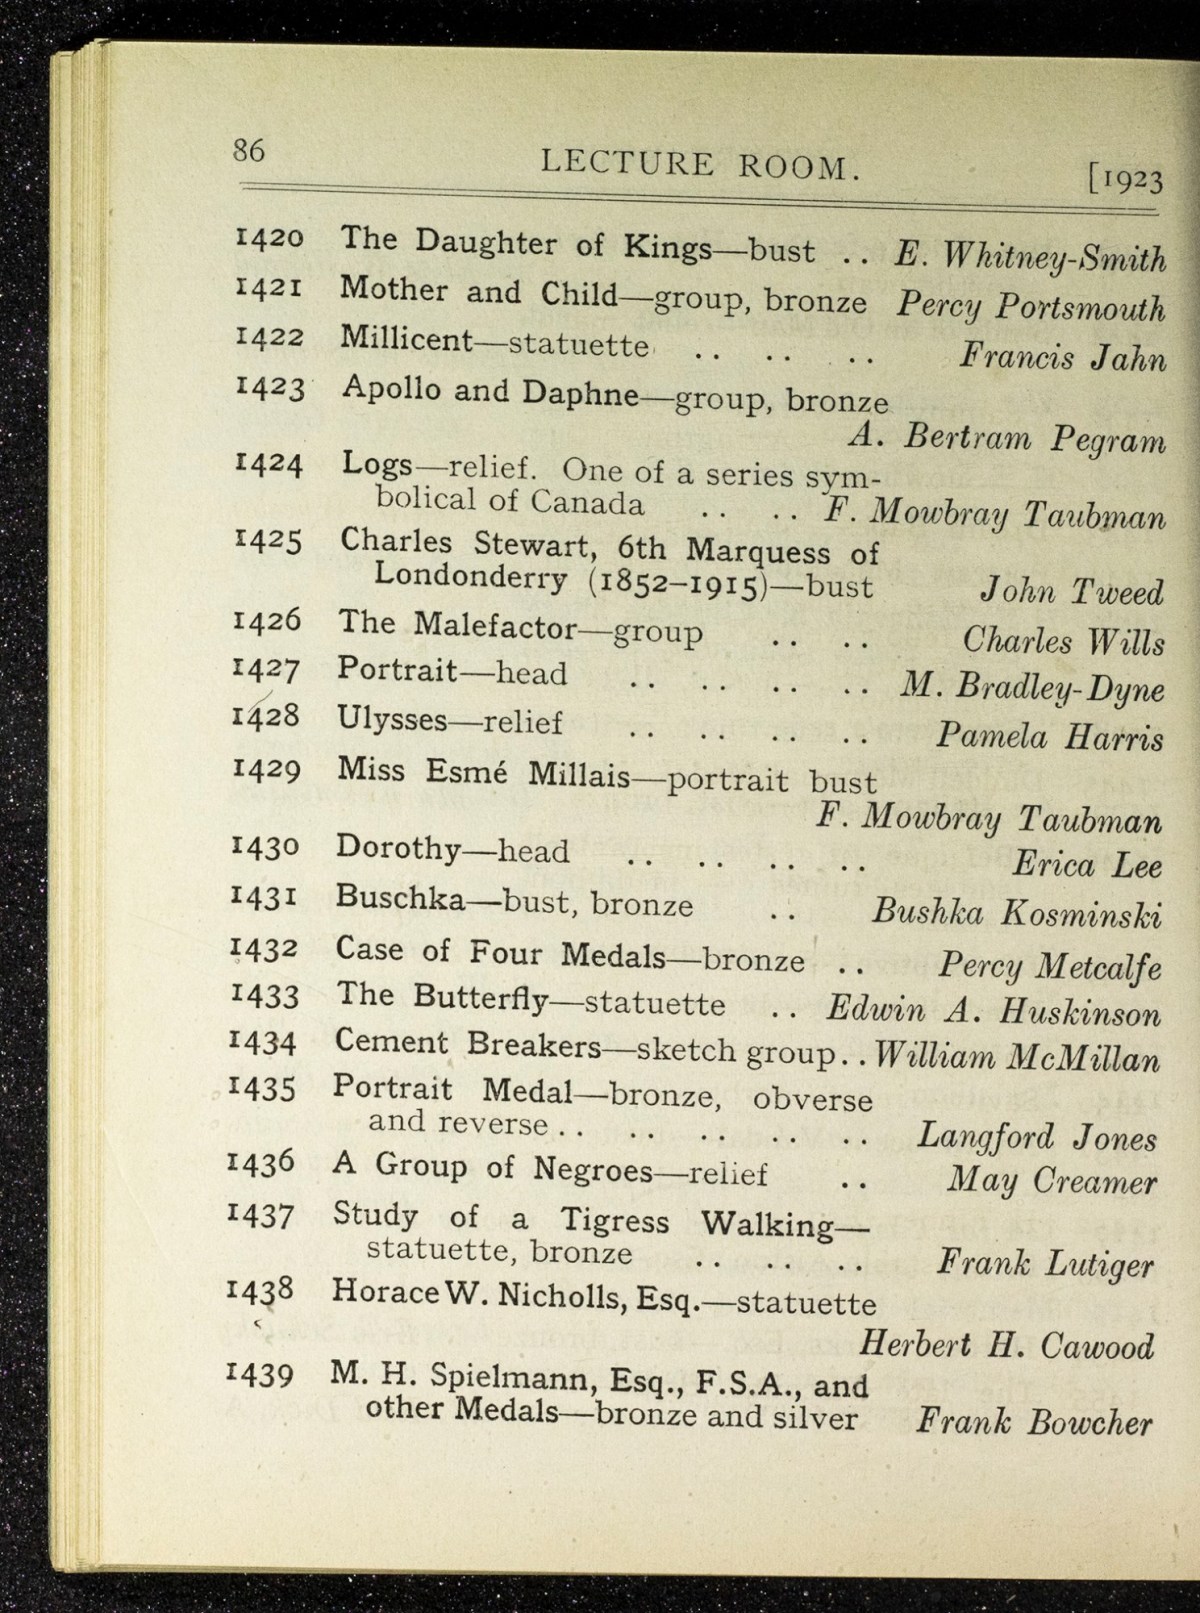 86 LECTURE ROOM. [1923
1420 The Daughter of Kings—bust .. E. Whitney-Smith
1421 Mother and Child—group, bronze Percy Portsmouth
1422 Millicent—statuette .. .. .. Francis Jahn
1423 Apollo and Daphne—group, bronze
A. Bertram Pegram
1424 Logs—relief. One of a series sym-
bolical of Canada .. .. F. Mowbray Taubman
1425 Charles Stewart, 6th Marquess of
Londonderry (1852–1915)—bust John Tweed
1426 The Malefactor—group .. .. Charles Wills
1427 Portrait—head .. .. .. .. M. Bradley-Dyne
1428 Ulysses—relief .. .. .. .. Pamela Harris
1429 Miss Esmé Millais—portrait bust
F. Mowbray Taubman
1430 Dorothy—head .. .. .. .. Erica Lee
1431 Buschka—bust, bronze .. Bushka Kosminski
1432 Case of Four Medals—bronze .. Percy Metcalfe
1433 The Butterfly—statuette .. Edwin A. Huskinson
1434 Cement Breakers—sketch group.. William McMillan
1435 Portrait Medal—bronze, obverse
and reverse .. .. .. .. .. Langford Jones
1436 A Group of Negroes—relief .. May Creamer
1437 Study of a Tigress Walking—
statuette, bronze .. .. .. Frank Lutiger
1438 Horace W. Nicholls, Esq.—statuette
Herbert H. Cawood
1439 M. H. Spielmann, Esq., F.S.A., and
other Medals—bronze and silver Frank Bowcher